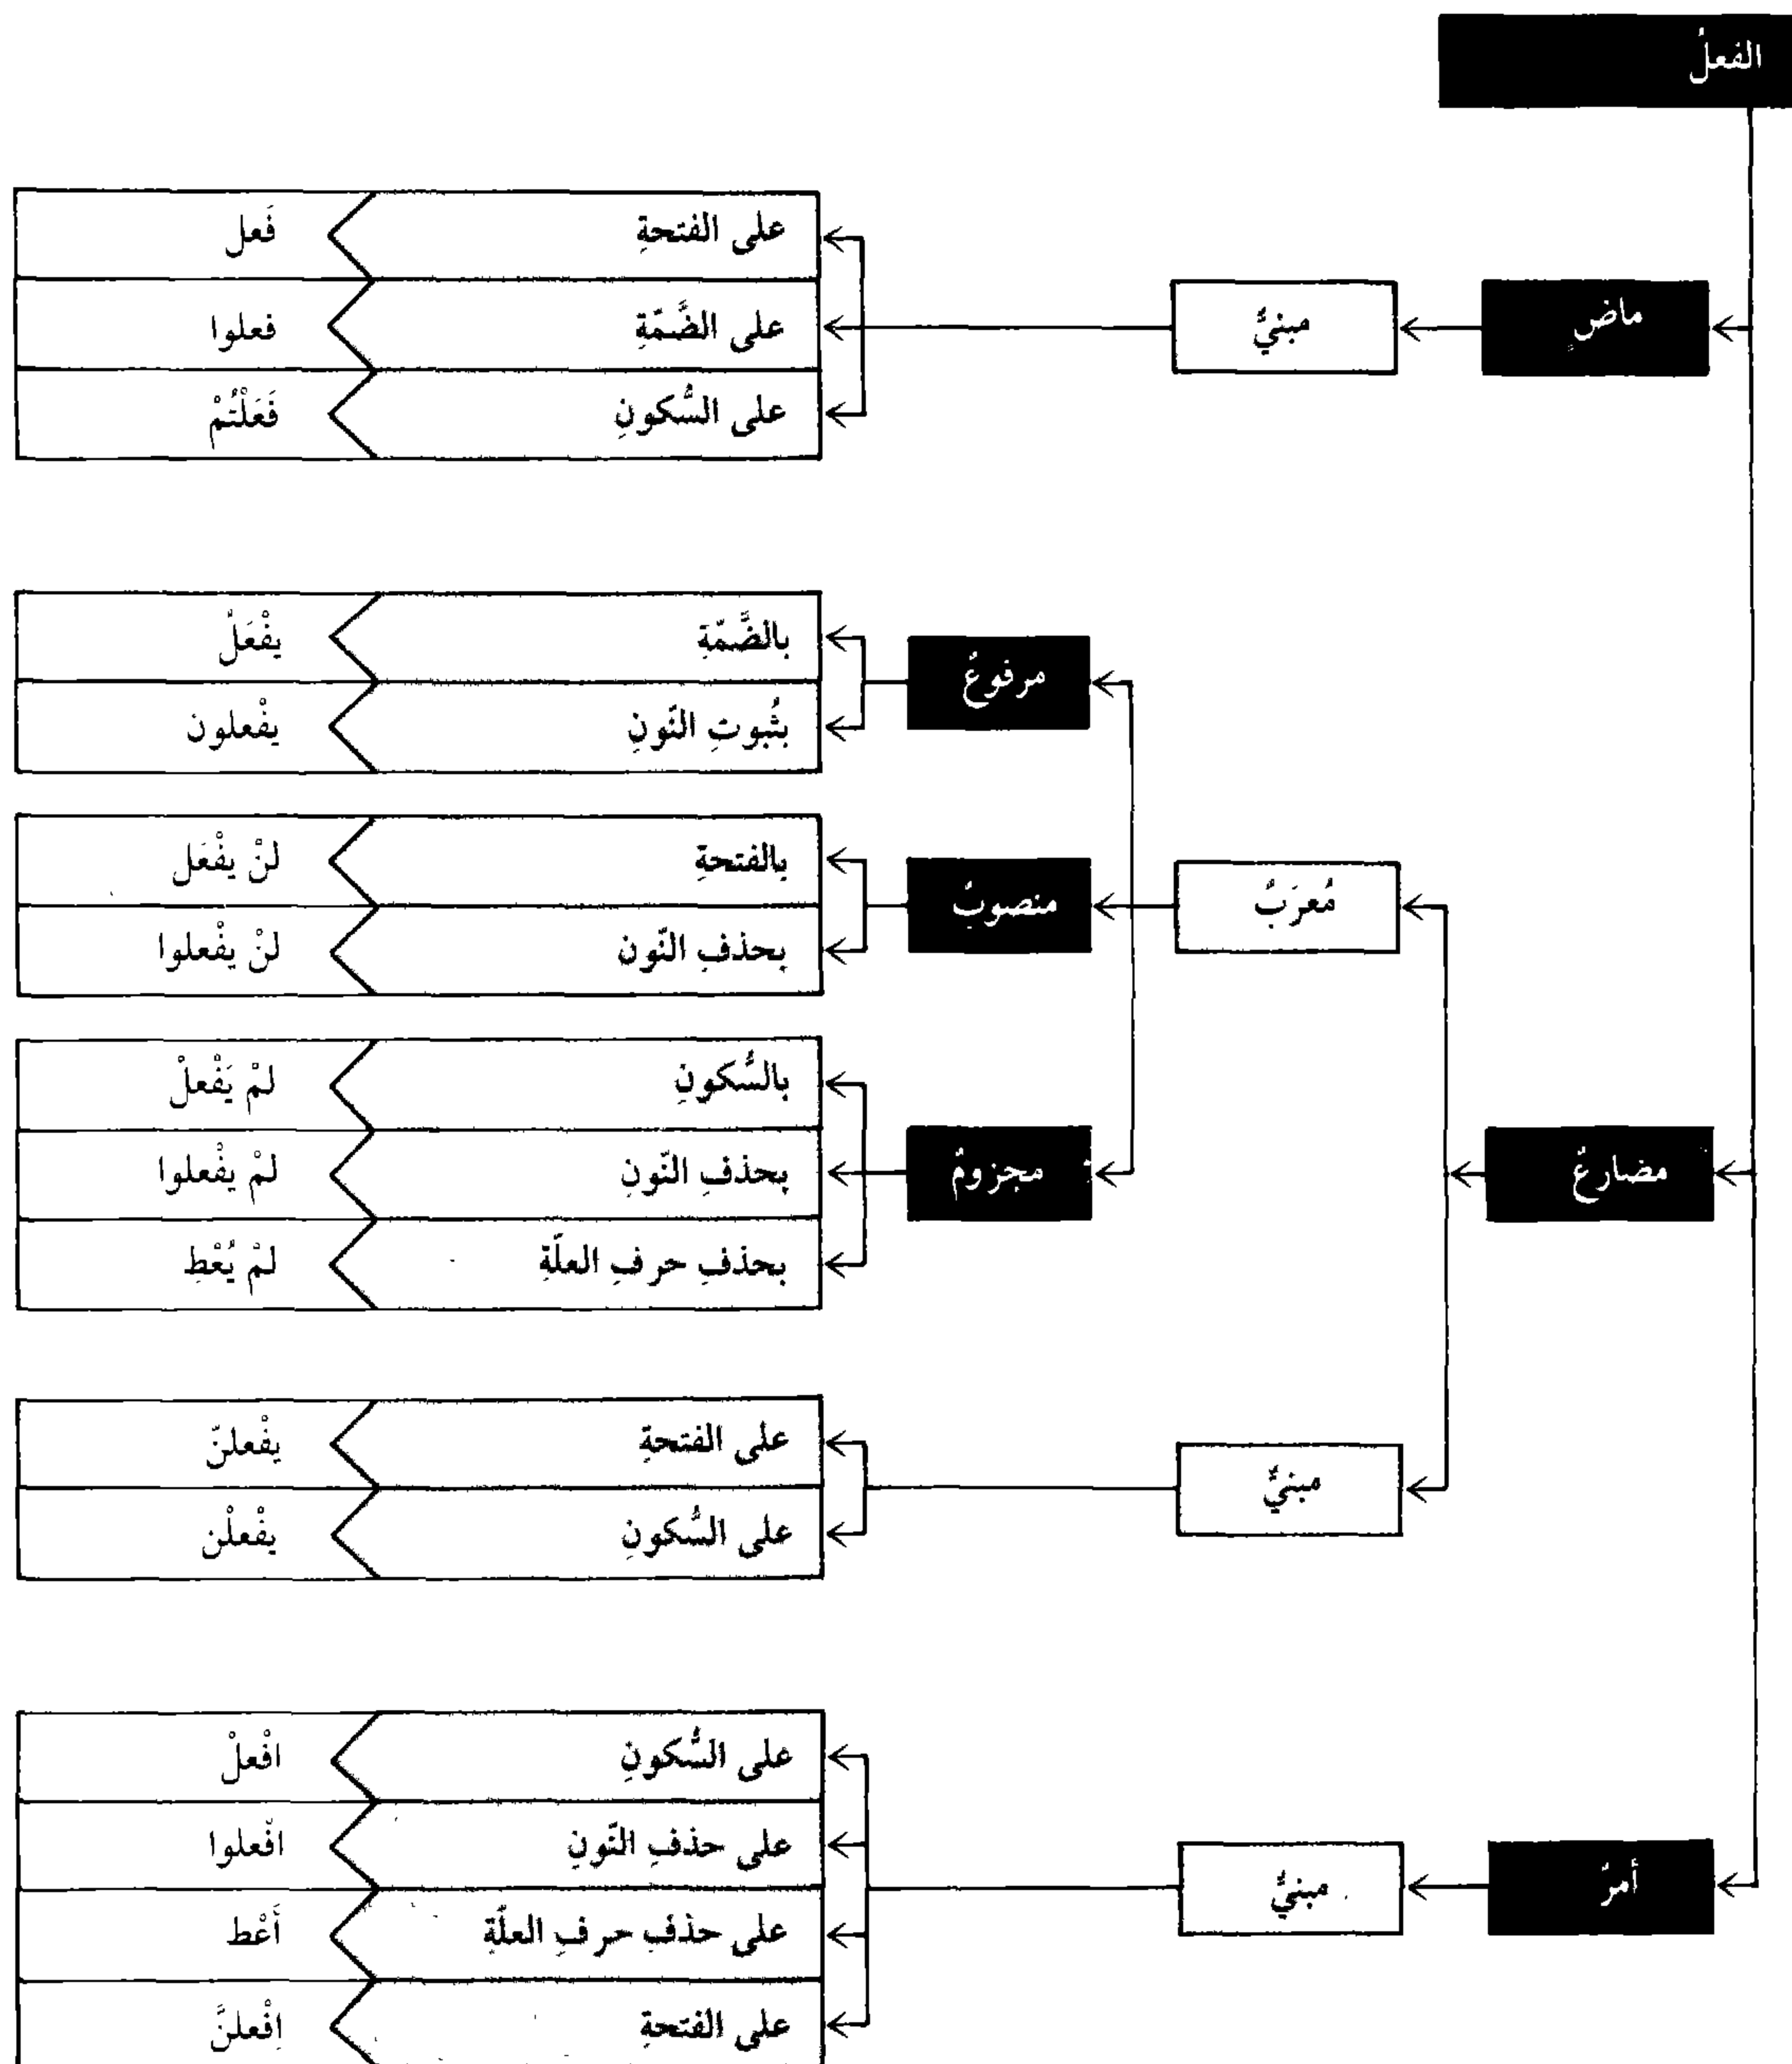 الفعلُ
ماضٍ
مبنيٌّ
على الفتحةِ
فَعل
على الضَّمّةِ
فعلوا
على السُّكونِ
فَعَلْتُمْ
مضارعٌ
مُعرَبٌ
مرفوعٌ
بالضَّمّةِ
يفْعَلُ
بثُبوتِ النّونِ
يفْعلون
منصوبٌ
بالفتحةِ
لنْ يفْعَل
بحذفِ النّون
لنْ يفْعلوا
مجزومٌ
بالسُّكونِ
لمْ يَفْعلْ
بحذفِ النّونِ
لمْ يفْعلوا
بحذفِ حرفِ العلّةِ
لمْ يُعْطِ
مبنيٌّ
على الفتحةِ
يفْعلنّ
على السُّكونِ
يفْعلْن
أمرٌ
مبنيٌّ
على السُّكونِ
افْعلْ
على حذفِ النّونِ
افْعلوا
على حذفِ حرفِ العلّةِ
أَعْط
على الفتحةِ
اِفْعلنَّ